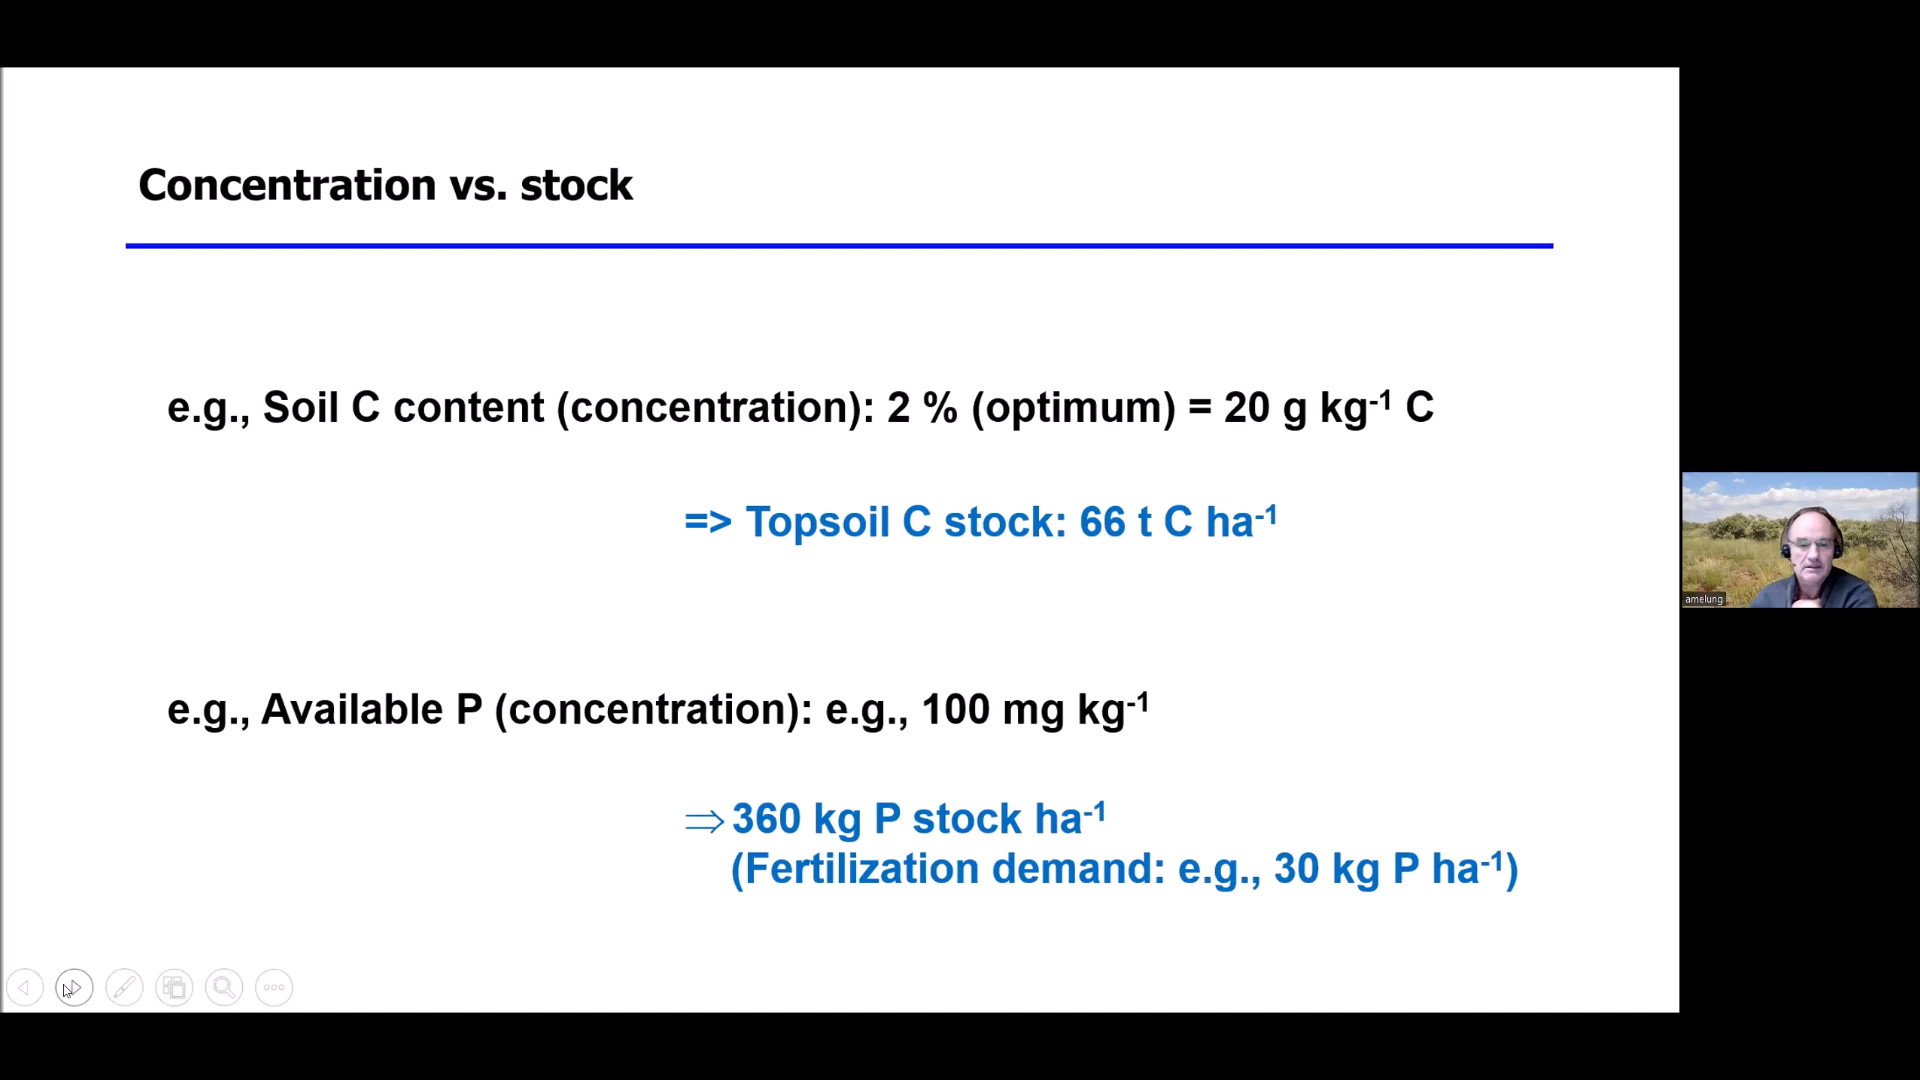 Concentration vs. stock
e.g., Soil C content (concentration): 2 % (optimum) = 20 g kg⁻¹ C
=> Topsoil C stock: 66 t C ha⁻¹
amelung
e.g., Available P (concentration): e.g., 100 mg kg⁻¹
⇒ 360 kg P stock ha⁻¹
(Fertilization demand: e.g., 30 kg P ha⁻¹)